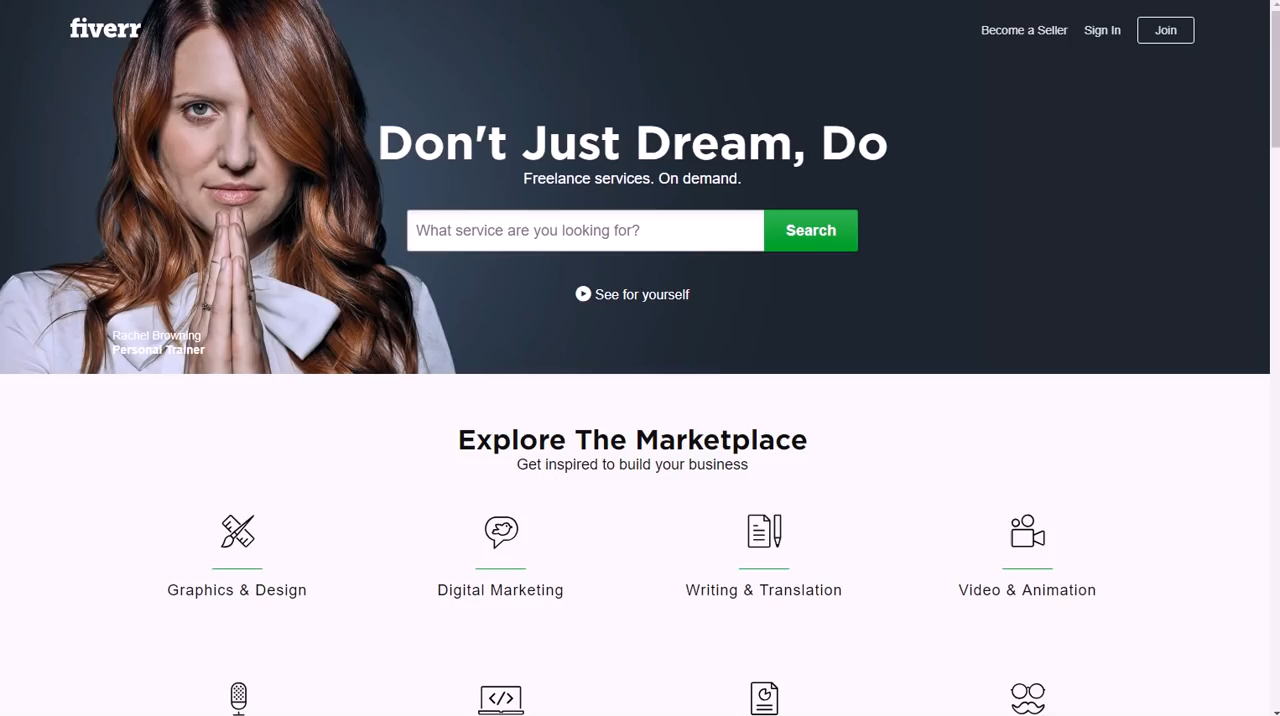 fiverr
Become a Seller
Sign In
Join
Don't Just Dream, Do
Freelance services. On demand.
What service are you looking for?
Search
See for yourself
Rachel Browning
Personal Trainer
Explore The Marketplace
Get inspired to build your business
Graphics & Design
Digital Marketing
Writing & Translation
Video & Animation